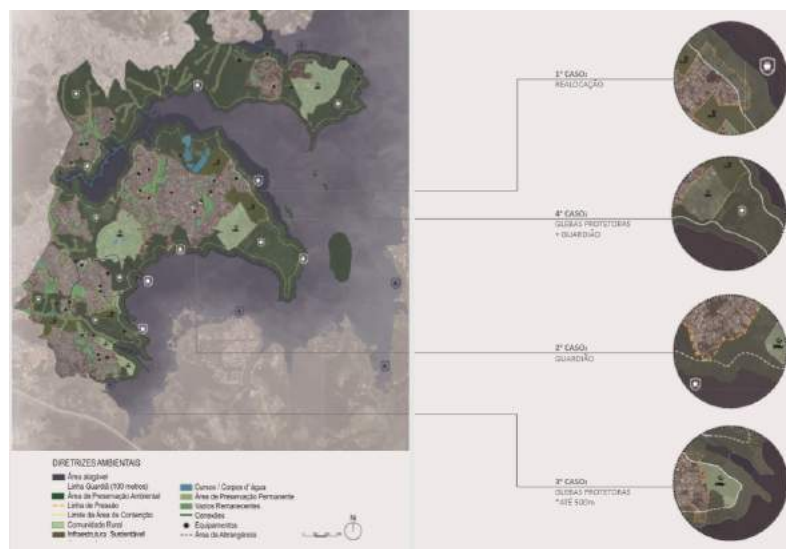 1° CASO:
REALOCAÇÃO
4° CASO:
GLEBAS PROTETORAS
+ GUARDIÃO
2° CASO:
GUARDIÃO
3° CASO:
GLEBAS PROTETORAS
*ATÉ 500m
DIRETRIZES AMBIENTAIS
Área alagável
Linha Guardiã (100 metros)
Área de Preservação Ambiental
Linha de Pressão
Limite da Área de Contenção
Comunidade Rural
Infraestrutura Sustentável
Cursos / Corpos d'água
Área de Preservação Permanente
Vazios Remanescentes
Conexões
Equipamentos
Área de Abrangência
N